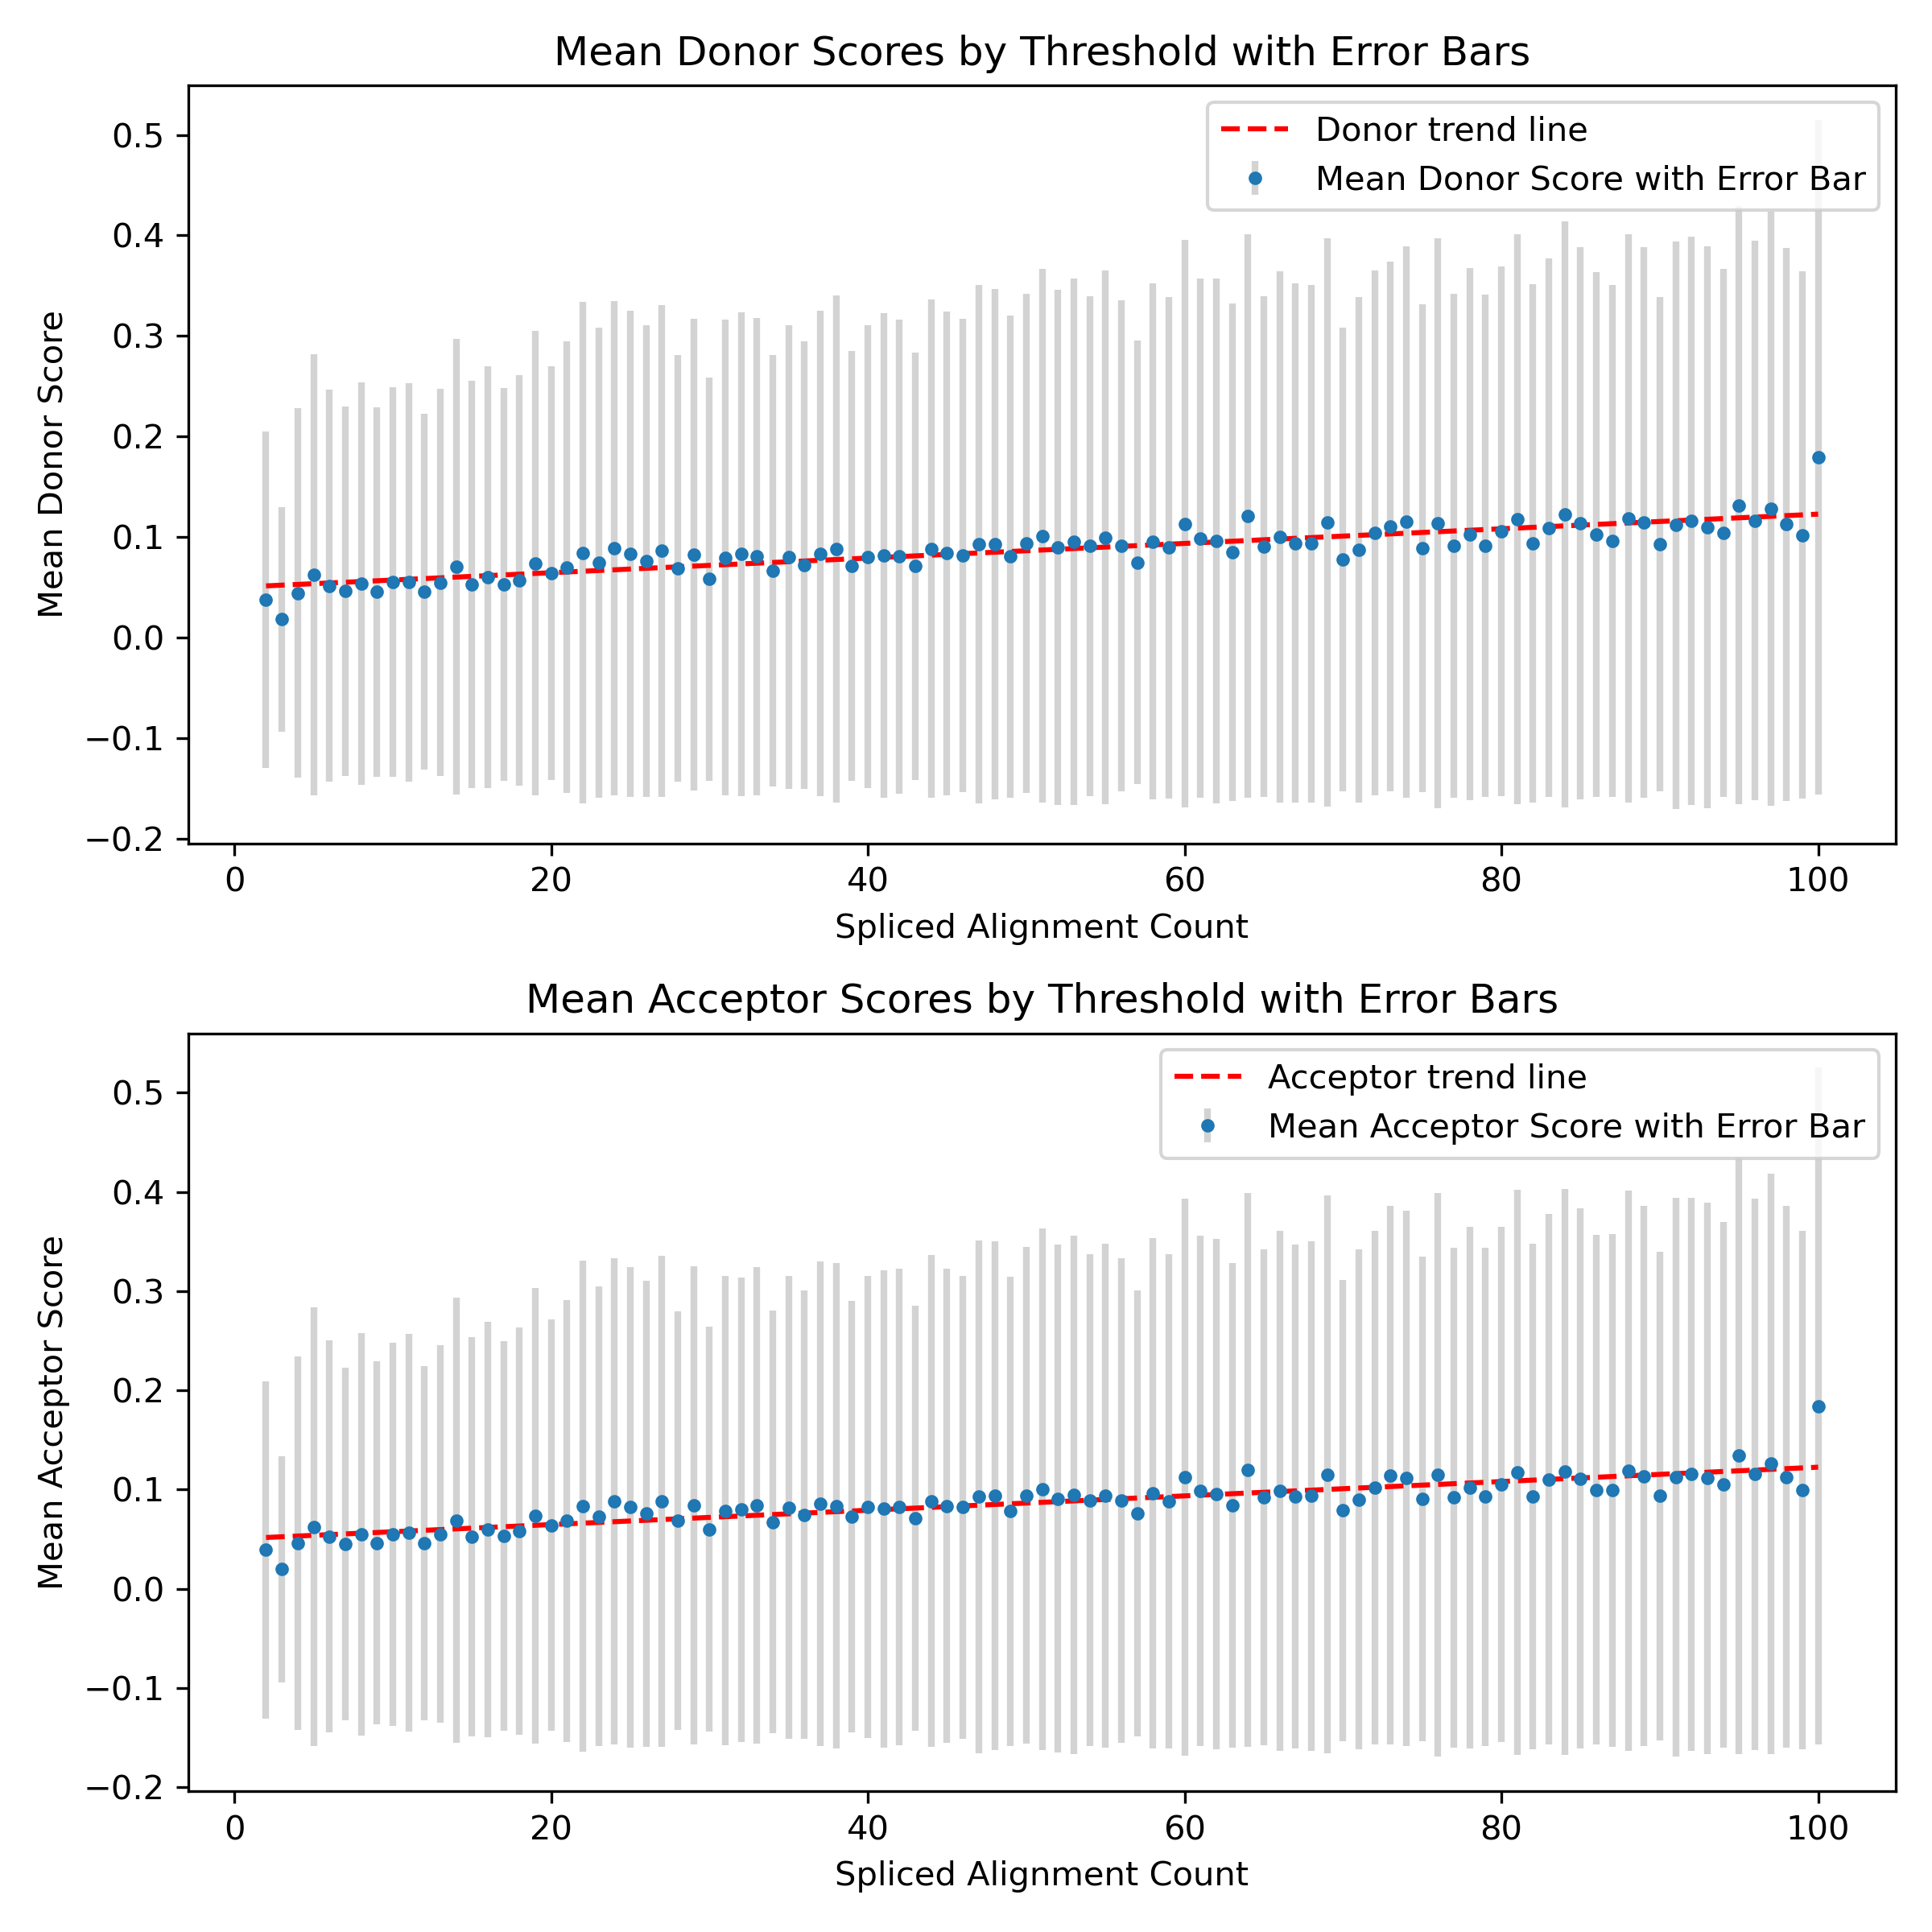 Mean Donor Scores by Threshold with Error Bars
Donor trend line
Mean Donor Score with Error Bar
Mean Donor Score
0.5
0.4
0.3
0.2
0.1
0.0
−0.1
−0.2
0 20 40 60 80 100
Spliced Alignment Count
Mean Acceptor Scores by Threshold with Error Bars
Acceptor trend line
Mean Acceptor Score with Error Bar
Mean Acceptor Score
0.5
0.4
0.3
0.2
0.1
0.0
−0.1
−0.2
0 20 40 60 80 100
Spliced Alignment Count